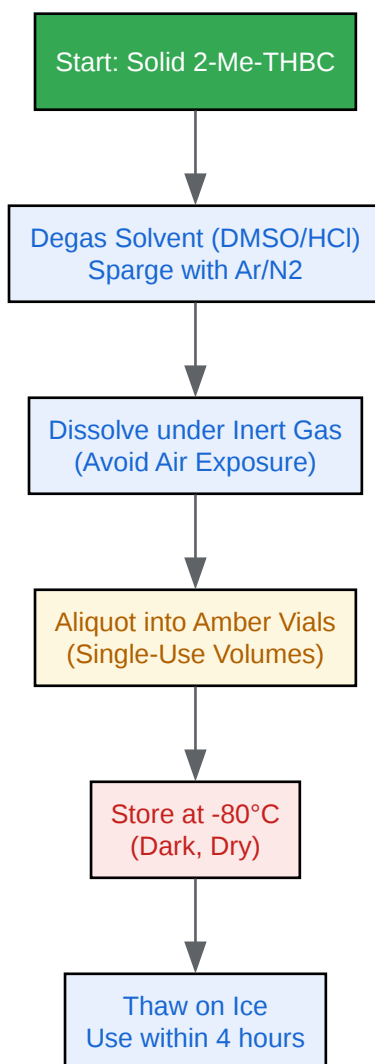 Start: Solid 2-Me-THBC
Degas Solvent (DMSO/HCl)
Sparge with Ar/N2
Dissolve under Inert Gas
(Avoid Air Exposure)
Aliquot into Amber Vials
(Single-Use Volumes)
Store at -80°C
(Dark, Dry)
Thaw on Ice
Use within 4 hours